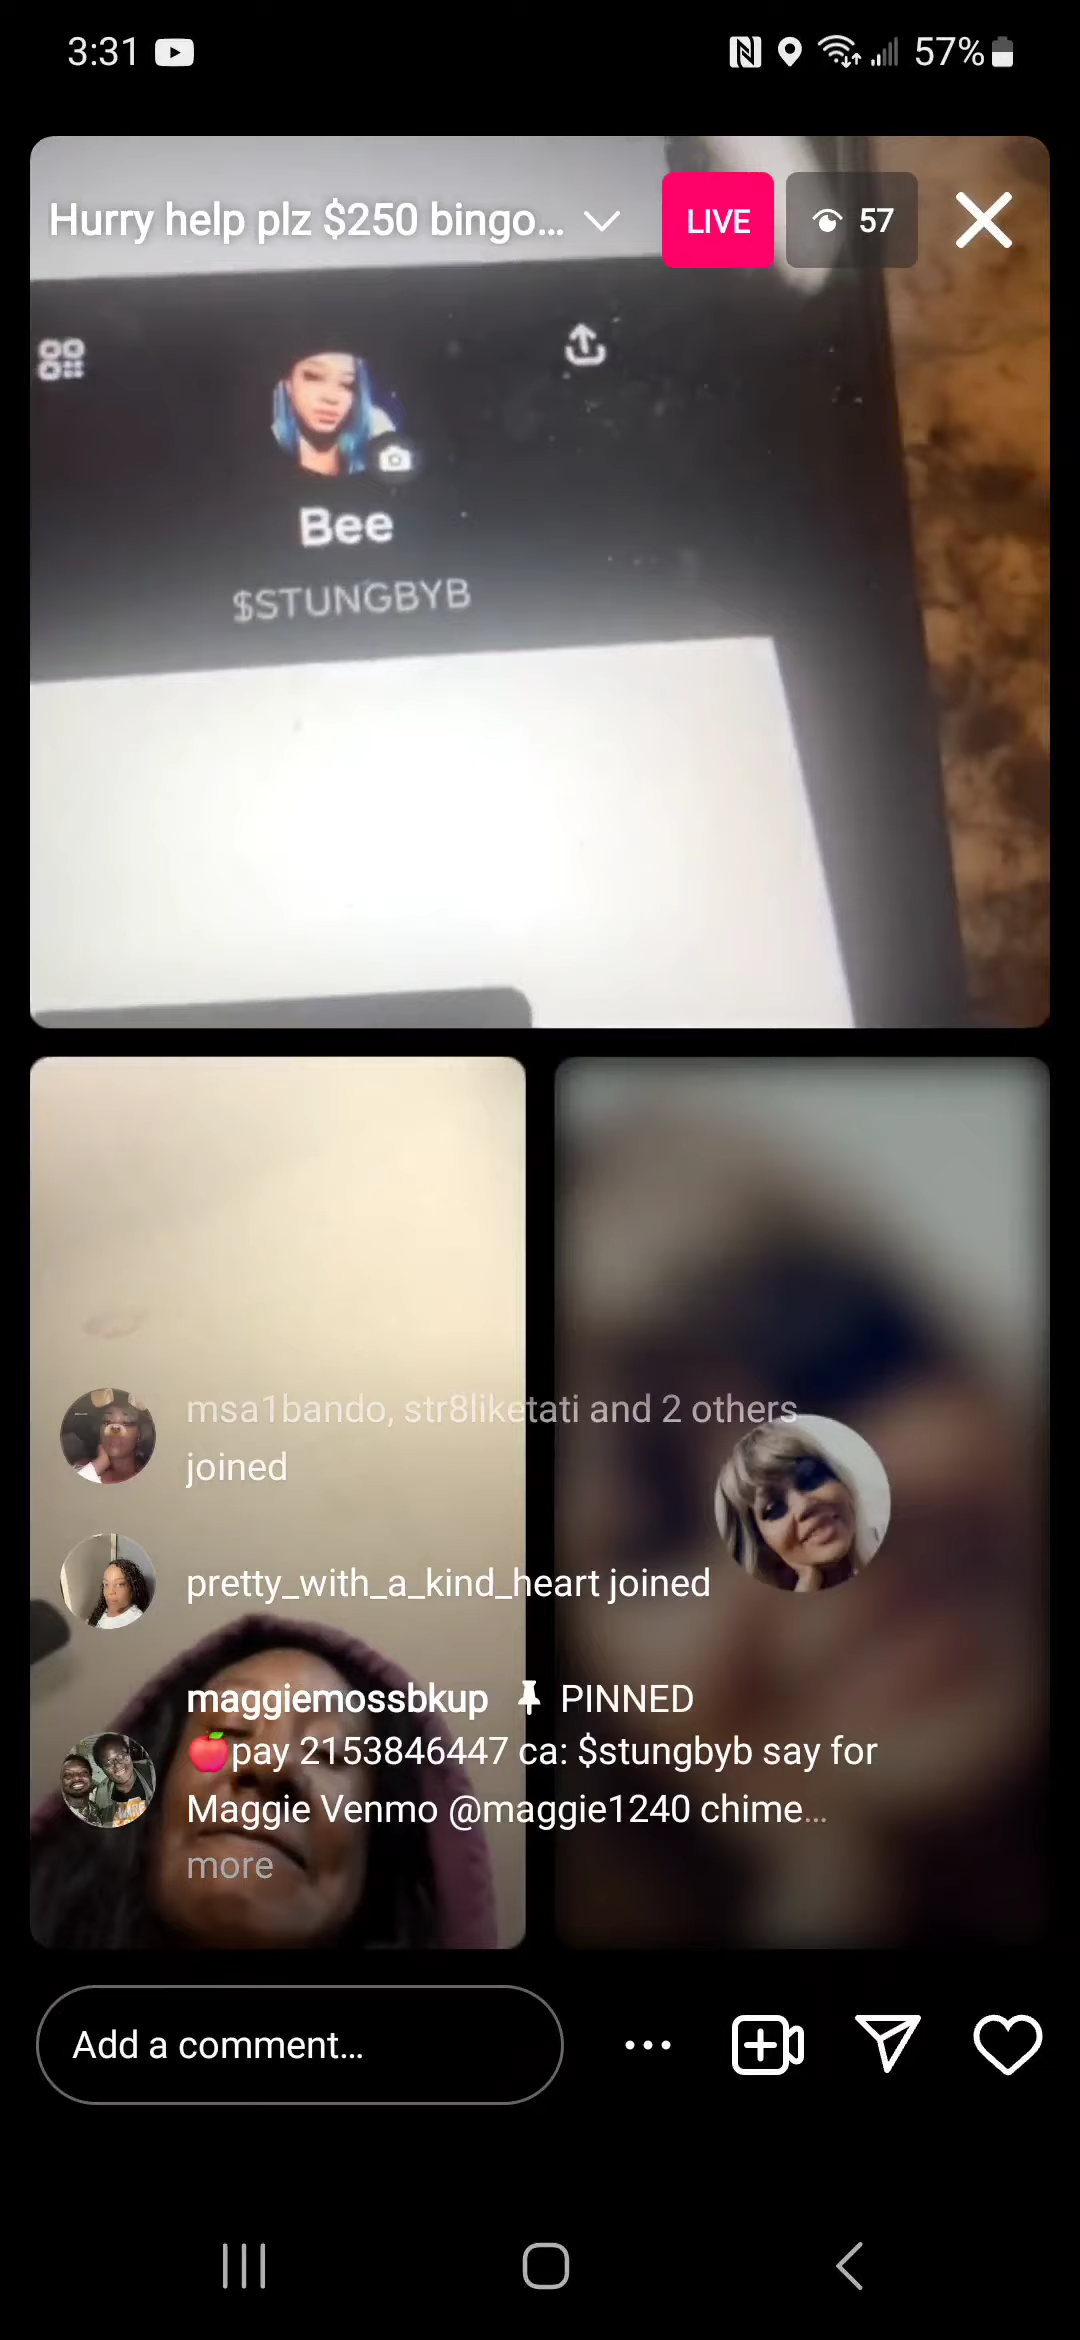 3:31
57%
Hurry help plz $250 bingo...
LIVE
57
Bee
$STUNGBYB
msa1bando, str8liketati and 2 others
joined
pretty_with_a_kind_heart joined
maggiemossbkup PINNED
🍎pay 2153846447 ca: $stungbyb say for
Maggie Venmo @maggie1240 chime...
more
Add a comment...